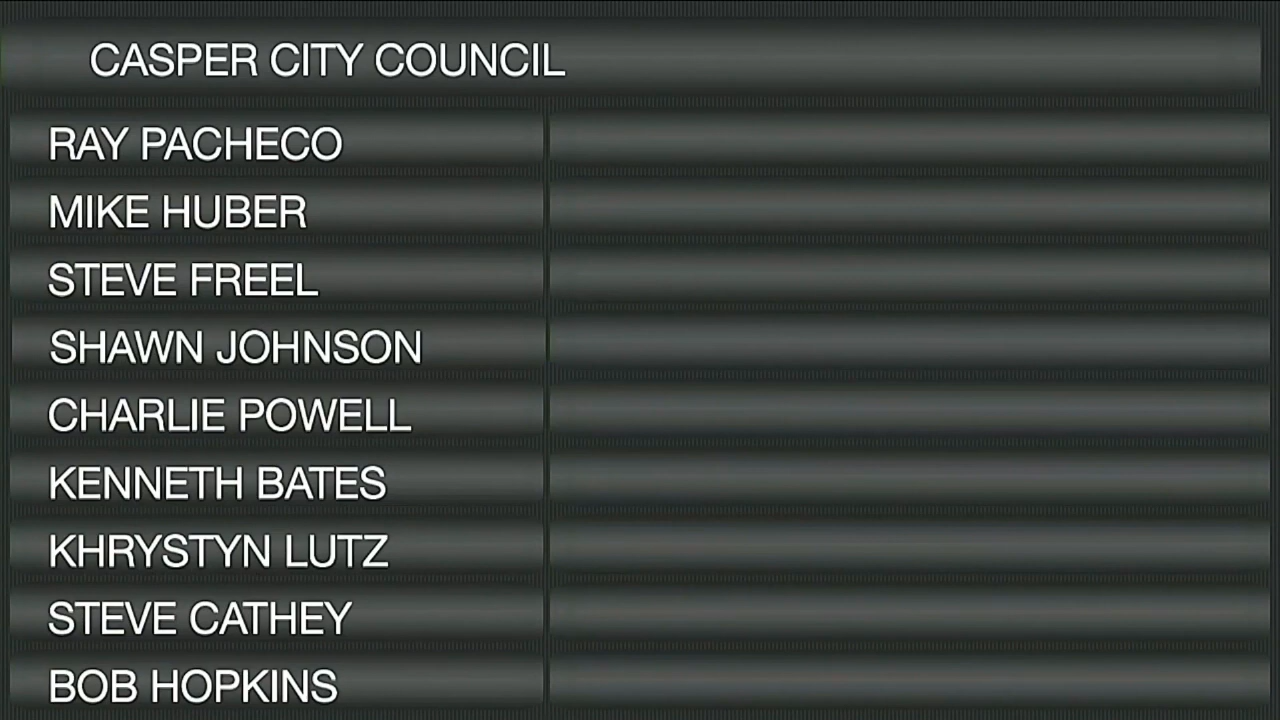 CASPER CITY COUNCIL
RAY PACHECO
MIKE HUBER
STEVE FREEL
SHAWN JOHNSON
CHARLIE POWELL
KENNETH BATES
KHRYSTYN LUTZ
STEVE CATHEY
BOB HOPKINS